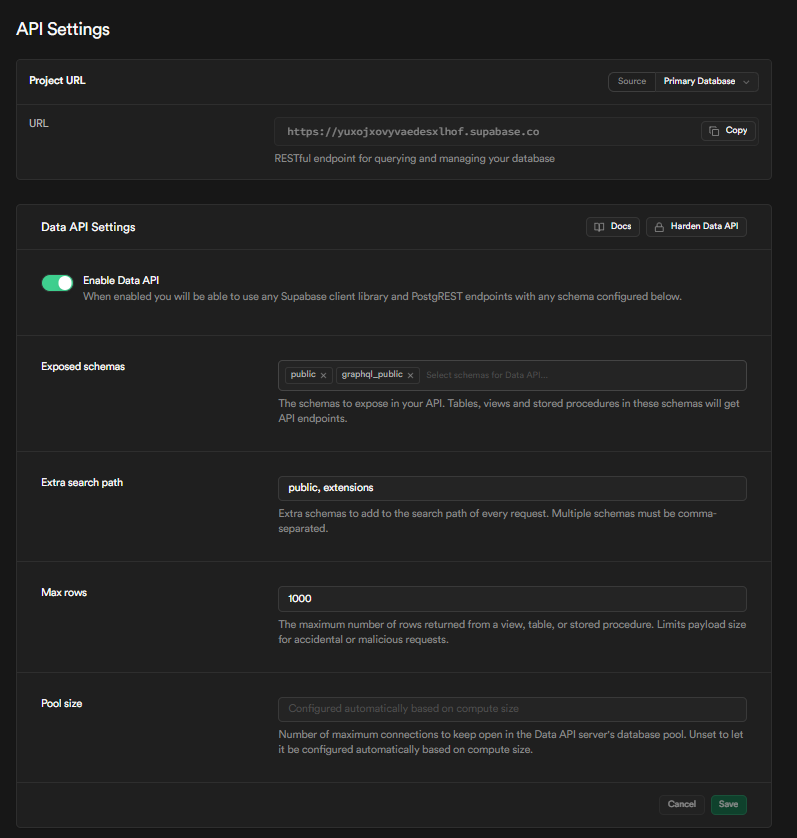 API Settings
Project URL
Source Primary Database
URL
https://yuxojxovyvaedesxlhof.supabase.co
Copy
RESTful endpoint for querying and managing your database
Data API Settings
Docs
Harden Data API
Enable Data API
When enabled you will be able to use any Supabase client library and PostgREST endpoints with any schema configured below.
Exposed schemas
public graphql_public Select schemas for Data API...
The schemas to expose in your API. Tables, views and stored procedures in these schemas will get
API endpoints.
Extra search path
public, extensions
Extra schemas to add to the search path of every request. Multiple schemas must be comma-
separated.
Max rows
1000
The maximum number of rows returned from a view, table, or stored procedure. Limits payload size
for accidental or malicious requests.
Pool size
Configured automatically based on compute size
Number of maximum connections to keep open in the Data API server's database pool. Unset to let
it be configured automatically based on compute size.
Cancel
Save